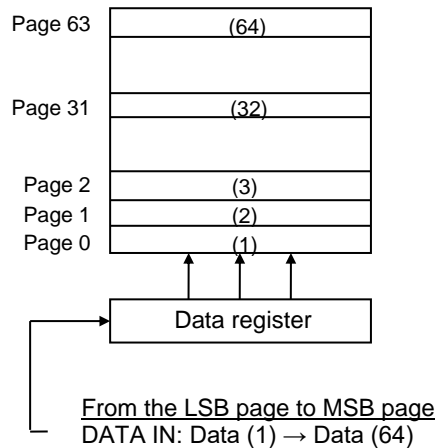 Page 63 (64)
Page 31 (32)
Page 2 (3)
Page 1 (2)
Page 0 (1)
Data register
From the LSB page to MSB page
DATA IN: Data (1) → Data (64)